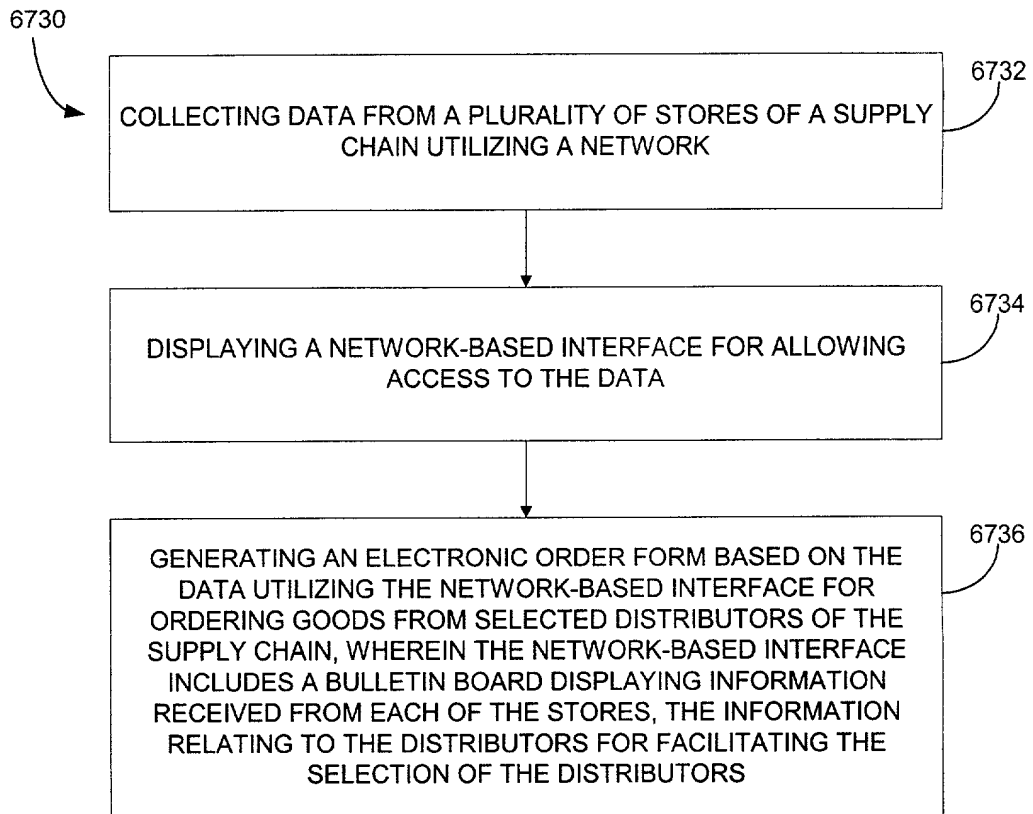 6730
6732
COLLECTING DATA FROM A PLURALITY OF STORES OF A SUPPLY
CHAIN UTILIZING A NETWORK
6734
DISPLAYING A NETWORK-BASED INTERFACE FOR ALLOWING
ACCESS TO THE DATA
6736
GENERATING AN ELECTRONIC ORDER FORM BASED ON THE
DATA UTILIZING THE NETWORK-BASED INTERFACE FOR
ORDERING GOODS FROM SELECTED DISTRIBUTORS OF THE
SUPPLY CHAIN, WHEREIN THE NETWORK-BASED INTERFACE
INCLUDES A BULLETIN BOARD DISPLAYING INFORMATION
RECEIVED FROM EACH OF THE STORES, THE INFORMATION
RELATING TO THE DISTRIBUTORS FOR FACILITATING THE
SELECTION OF THE DISTRIBUTORS